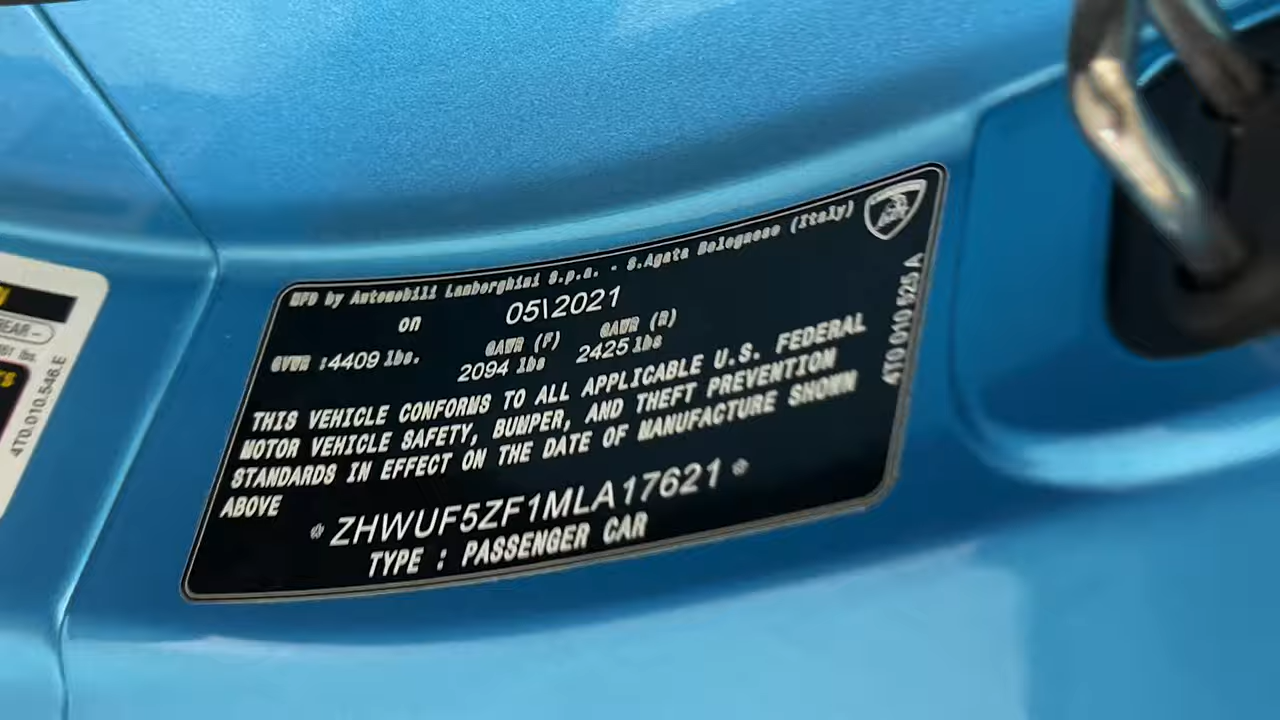 MFD by Automobili Lamborghini S.p.a. - S.Agata Bolognese (Italy)
on 05\2021
GAWR (F) GAWR (R)
GVWR :4409 lbs. 2094 lbs 2425 lbs
THIS VEHICLE CONFORMS TO ALL APPLICABLE U.S. FEDERAL
MOTOR VEHICLE SAFETY, BUMPER, AND THEFT PREVENTION
STANDARDS IN EFFECT ON THE DATE OF MANUFACTURE SHOWN
ABOVE
ZHWUF5ZF1MLA17621
TYPE : PASSENGER CAR
4T0 010 525 A
4T0.010.546.E